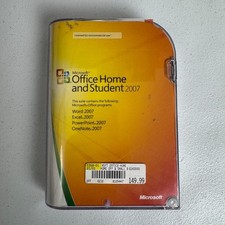 Microsoft
Office Home
and Student 2007
This suite contains the following
Microsoft Office programs:
Word 2007
Excel 2007
PowerPoint 2007
OneNote 2007
149.99
Microsoft